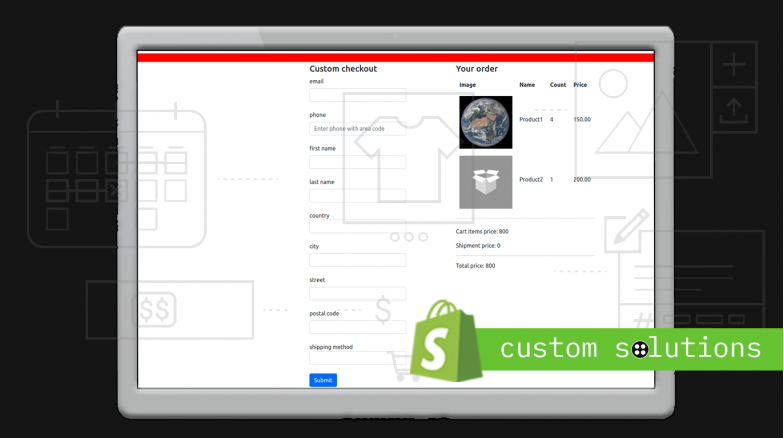 Custom checkout
email
phone
Enter phone with area code
first name
last name
country
city
street
postal code
shipping method
Submit
Your order
Image Name Count Price
Product1 4 150.00
Product2 1 200.00
Cart items price: 800
Shipment price: 0
Total price: 800
$$
$
#
S
custom solutions